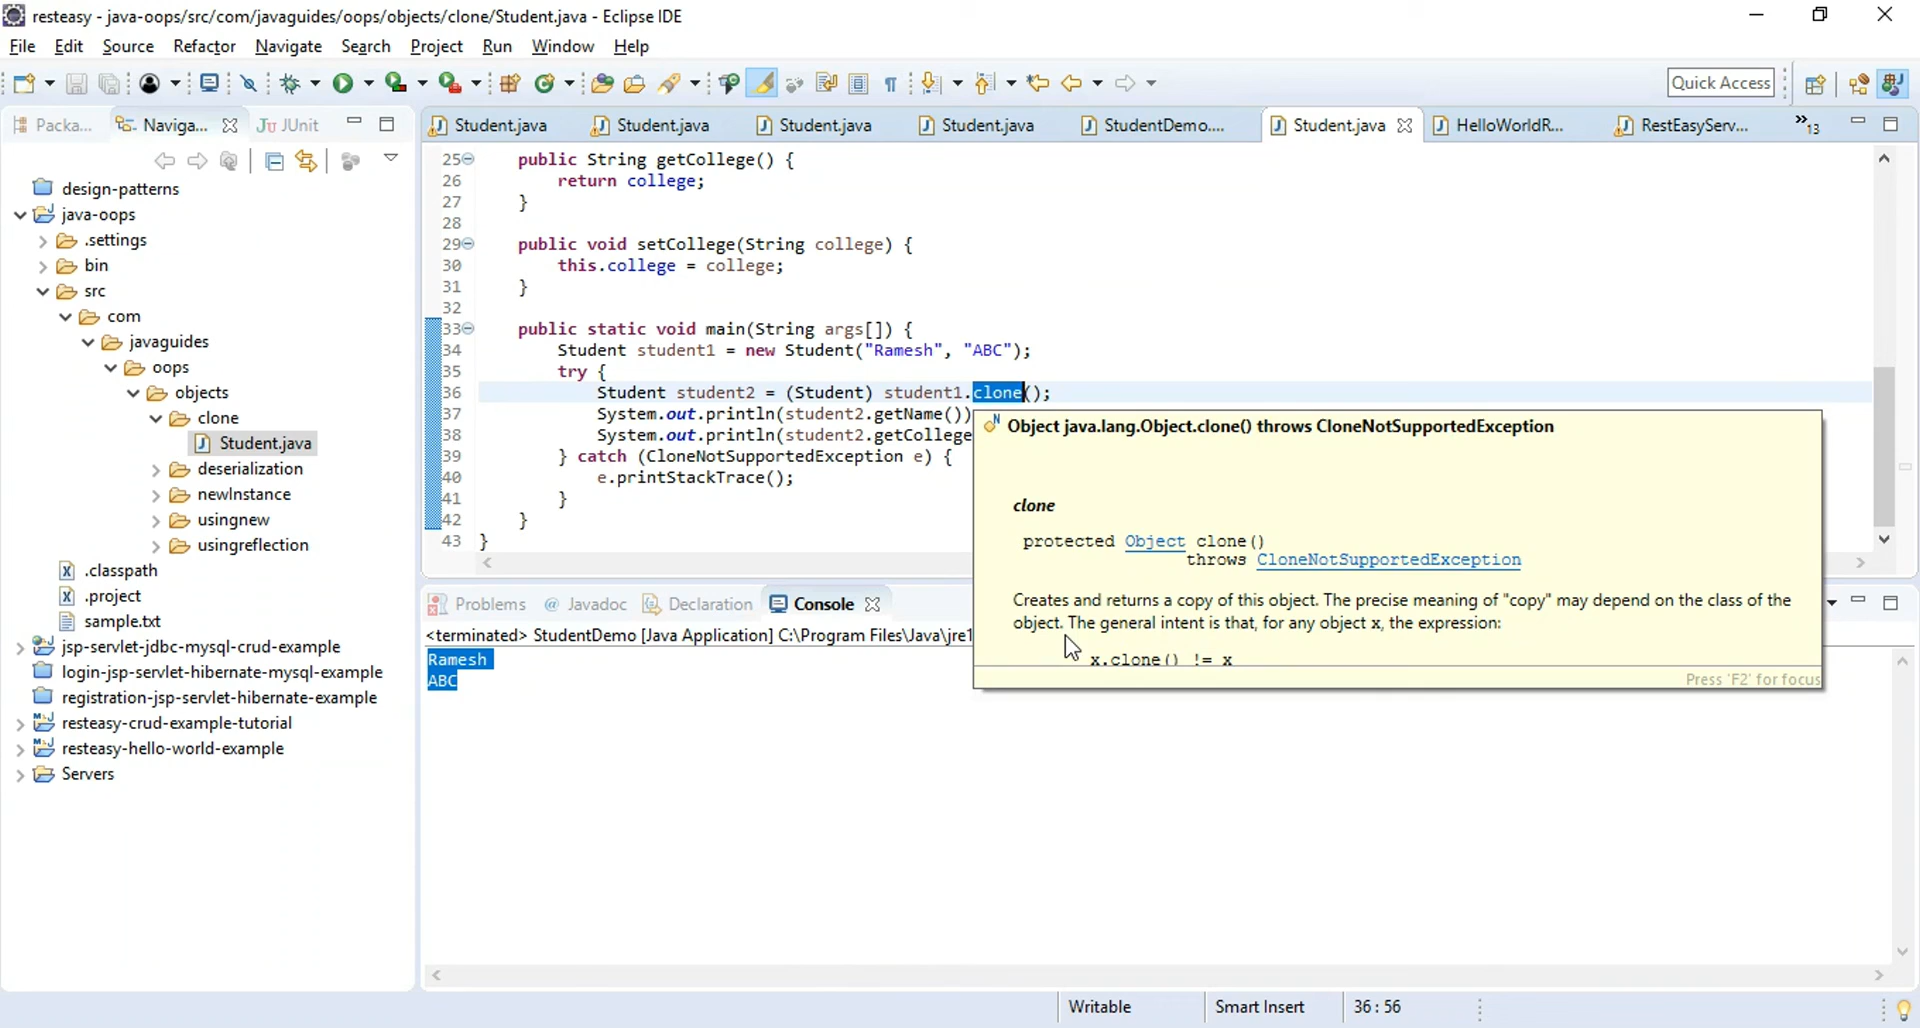 resteasy - java-oops/src/com/javaguides/oops/objects/clone/Student.java - Eclipse IDE
File Edit Source Refactor Navigate Search Project Run Window Help
Quick Access
Packa... Naviga... JUnit
Student.java Student.java Student.java Student.java StudentDemo.... Student.java HelloWorldR... RestEasyServ... »13
design-patterns
java-oops
.settings
bin
src
com
javaguides
oops
objects
clone
Student.java
deserialization
newInstance
usingnew
usingreflection
.classpath
.project
sample.txt
jsp-servlet-jdbc-mysql-crud-example
login-jsp-servlet-hibernate-mysql-example
registration-jsp-servlet-hibernate-example
resteasy-crud-example-tutorial
resteasy-hello-world-example
Servers
25 public String getCollege() {
26 return college;
27 }
28
29 public void setCollege(String college) {
30 this.college = college;
31 }
32
33 public static void main(String args[]) {
34 Student student1 = new Student("Ramesh", "ABC");
35 try {
36 Student student2 = (Student) student1.clone();
37 System.out.println(student2.getName())
38 System.out.println(student2.getCollege
39 } catch (CloneNotSupportedException e) {
40 e.printStackTrace();
41 }
42 }
43 }
Object java.lang.Object.clone() throws CloneNotSupportedException
clone
protected Object clone()
throws CloneNotSupportedException
Creates and returns a copy of this object. The precise meaning of "copy" may depend on the class of the
object. The general intent is that, for any object x, the expression:
x.clone() != x
Press 'F2' for focus
Problems @ Javadoc Declaration Console
<terminated> StudentDemo [Java Application] C:\Program Files\Java\jre1
Ramesh
ABC
Writable Smart Insert 36 : 56